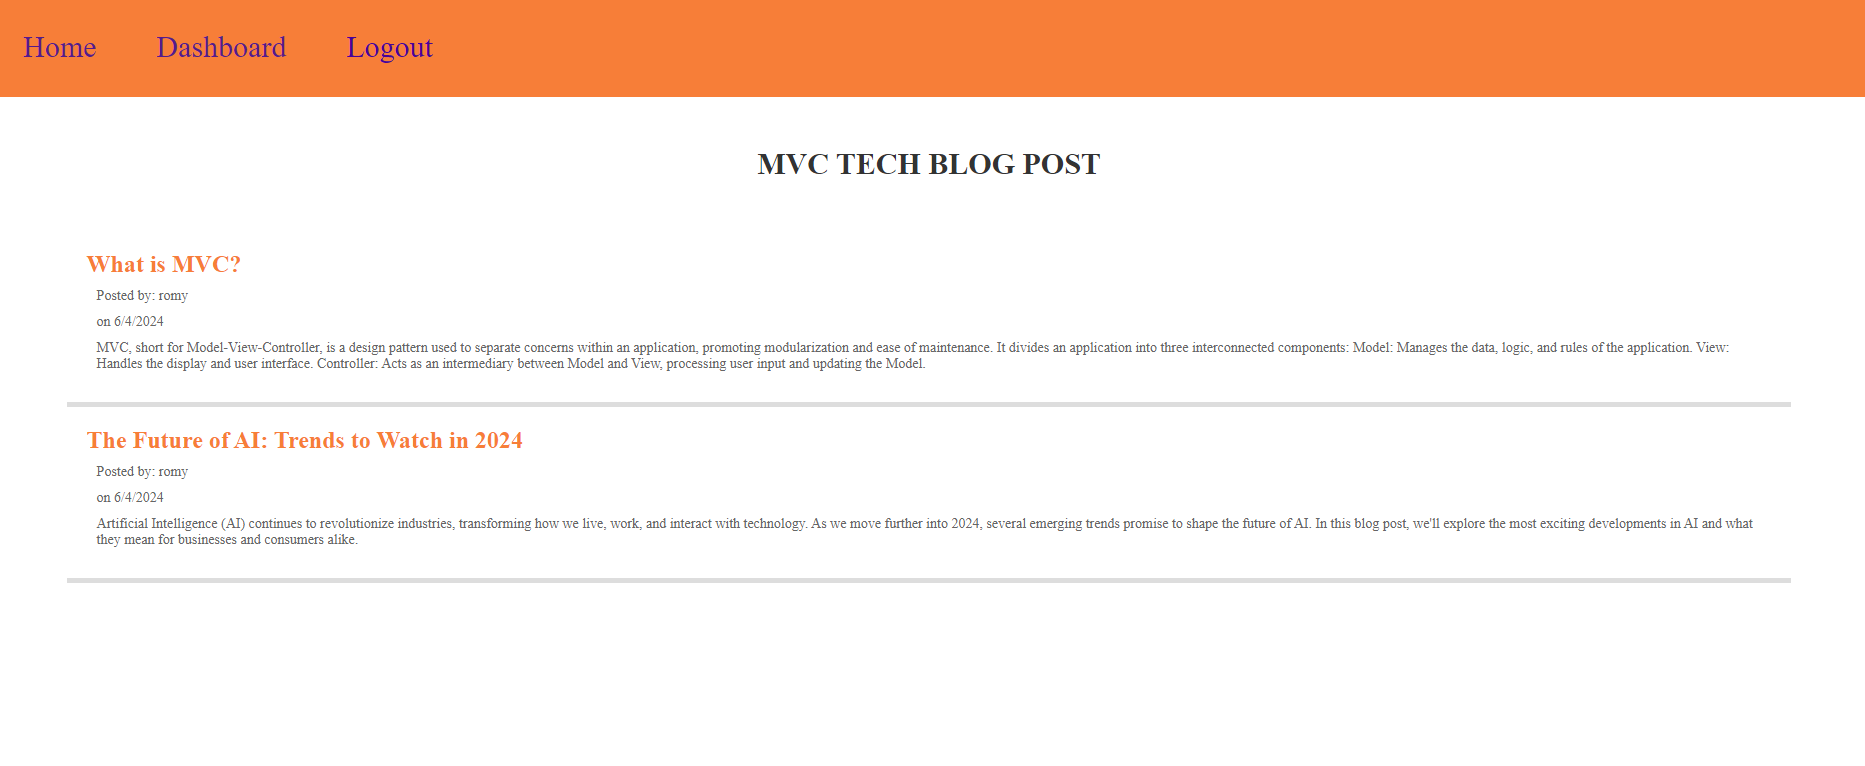 Home Dashboard Logout
MVC TECH BLOG POST
What is MVC?
Posted by: romy
on 6/4/2024
MVC, short for Model-View-Controller, is a design pattern used to separate concerns within an application, promoting modularization and ease of maintenance. It divides an application into three interconnected components: Model: Manages the data, logic, and rules of the application. View:
Handles the display and user interface. Controller: Acts as an intermediary between Model and View, processing user input and updating the Model.
The Future of AI: Trends to Watch in 2024
Posted by: romy
on 6/4/2024
Artificial Intelligence (AI) continues to revolutionize industries, transforming how we live, work, and interact with technology. As we move further into 2024, several emerging trends promise to shape the future of AI. In this blog post, we'll explore the most exciting developments in AI and what
they mean for businesses and consumers alike.